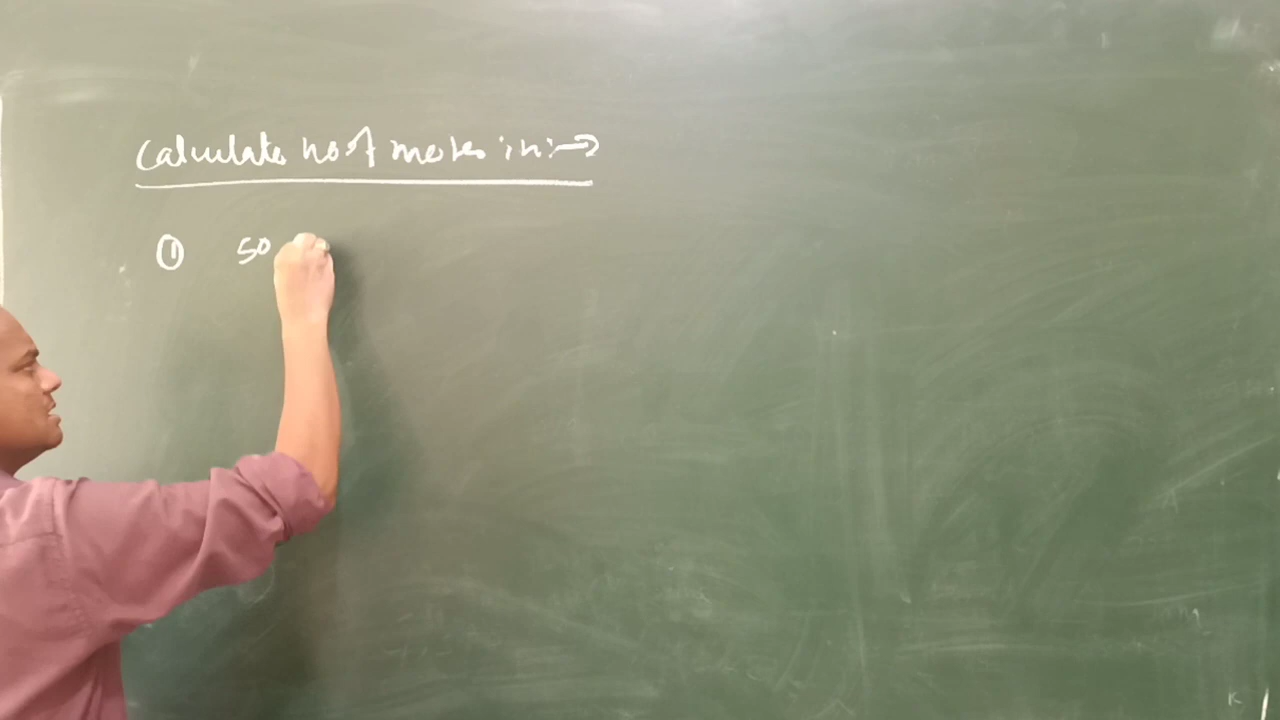 Calculate no of moles in:→
① 50